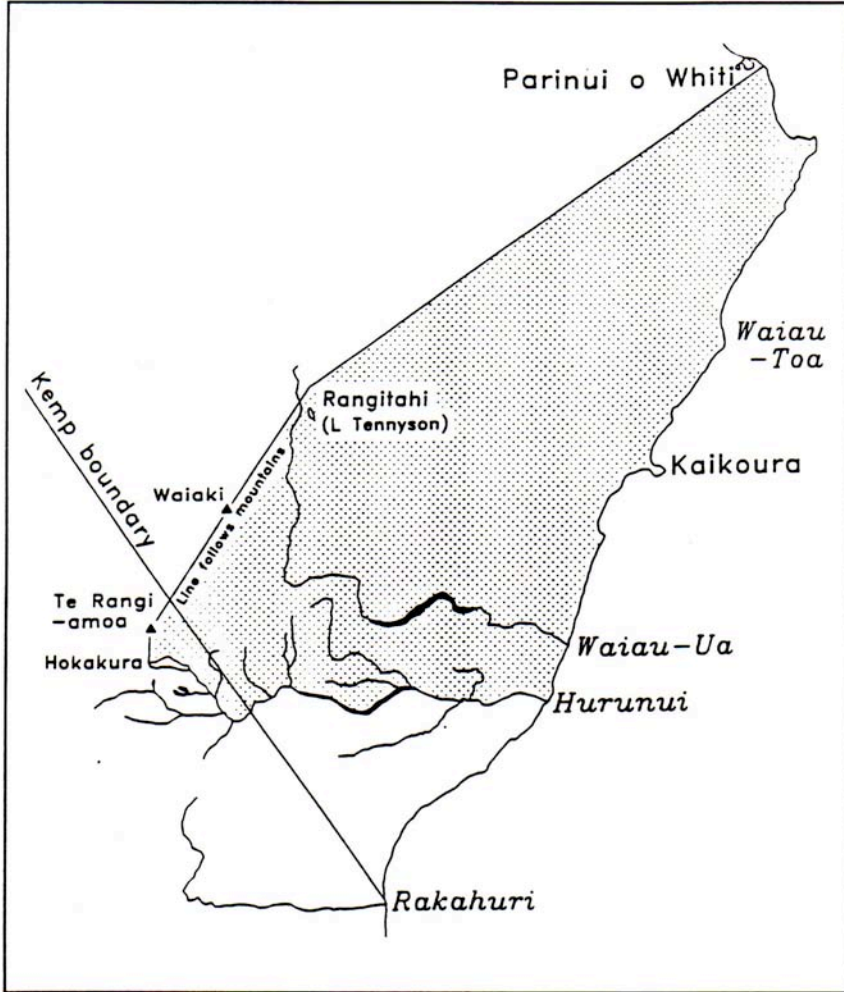 Parinui o Whiti
Waiau
-Toa
Rangitahi
(L Tennyson)
Kaikoura
Kemp boundary
Waiaki
Line follows mountains
Te Rangi
-amoa
Hokakura
Waiau-Ua
Hurunui
Rakahuri